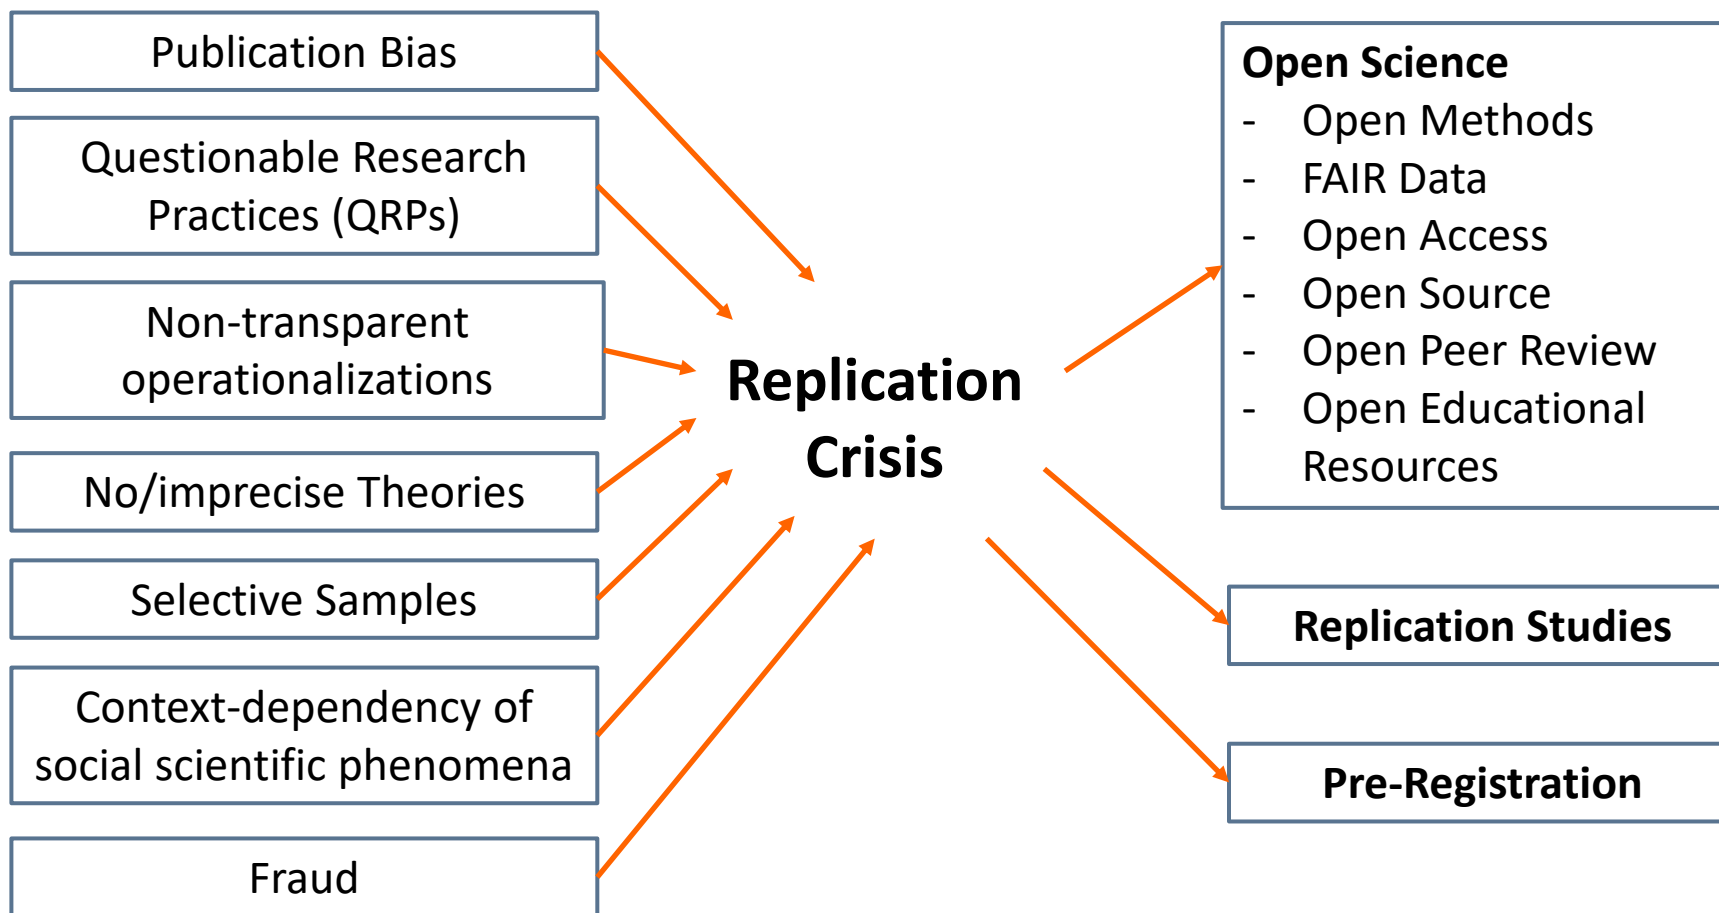 Publication Bias
Questionable Research
Practices (QRPs)
Non-transparent
operationalizations
No/imprecise Theories
Selective Samples
Context-dependency of
social scientific phenomena
Fraud
Replication
Crisis
Open Science
- Open Methods
- FAIR Data
- Open Access
- Open Source
- Open Peer Review
- Open Educational
Resources
Replication Studies
Pre-Registration